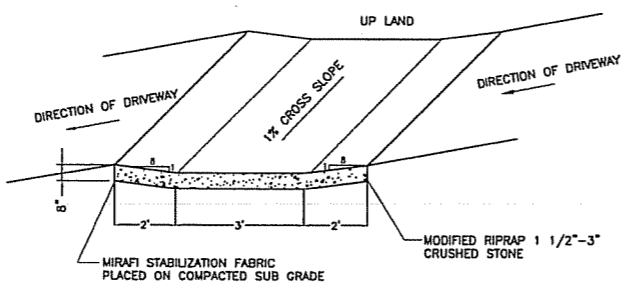 UP LAND
DIRECTION OF DRIVEWAY
1% CROSS SLOPE
DIRECTION OF DRIVEWAY
8 1
1 8
8"
2' 3' 2'
MIRAFI STABILIZATION FABRIC
PLACED ON COMPACTED SUB GRADE
MODIFIED RIPRAP 1 1/2"-3"
CRUSHED STONE